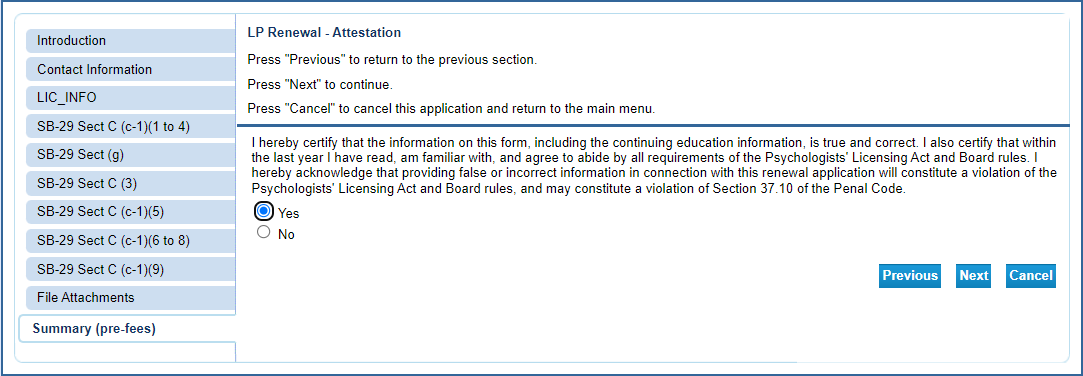 Introduction
Contact Information
LIC_INFO
SB-29 Sect C (c-1)(1 to 4)
SB-29 Sect (g)
SB-29 Sect C (3)
SB-29 Sect C (c-1)(5)
SB-29 Sect C (c-1)(6 to 8)
SB-29 Sect C (c-1)(9)
File Attachments
Summary (pre-fees)
LP Renewal - Attestation
Press "Previous" to return to the previous section.
Press "Next" to continue.
Press "Cancel" to cancel this application and return to the main menu.
I hereby certify that the information on this form, including the continuing education information, is true and correct. I also certify that within
the last year I have read, am familiar with, and agree to abide by all requirements of the Psychologists' Licensing Act and Board rules. I
hereby acknowledge that providing false or incorrect information in connection with this renewal application will constitute a violation of the
Psychologists' Licensing Act and Board rules, and may constitute a violation of Section 37.10 of the Penal Code.
Yes
No
Previous Next Cancel